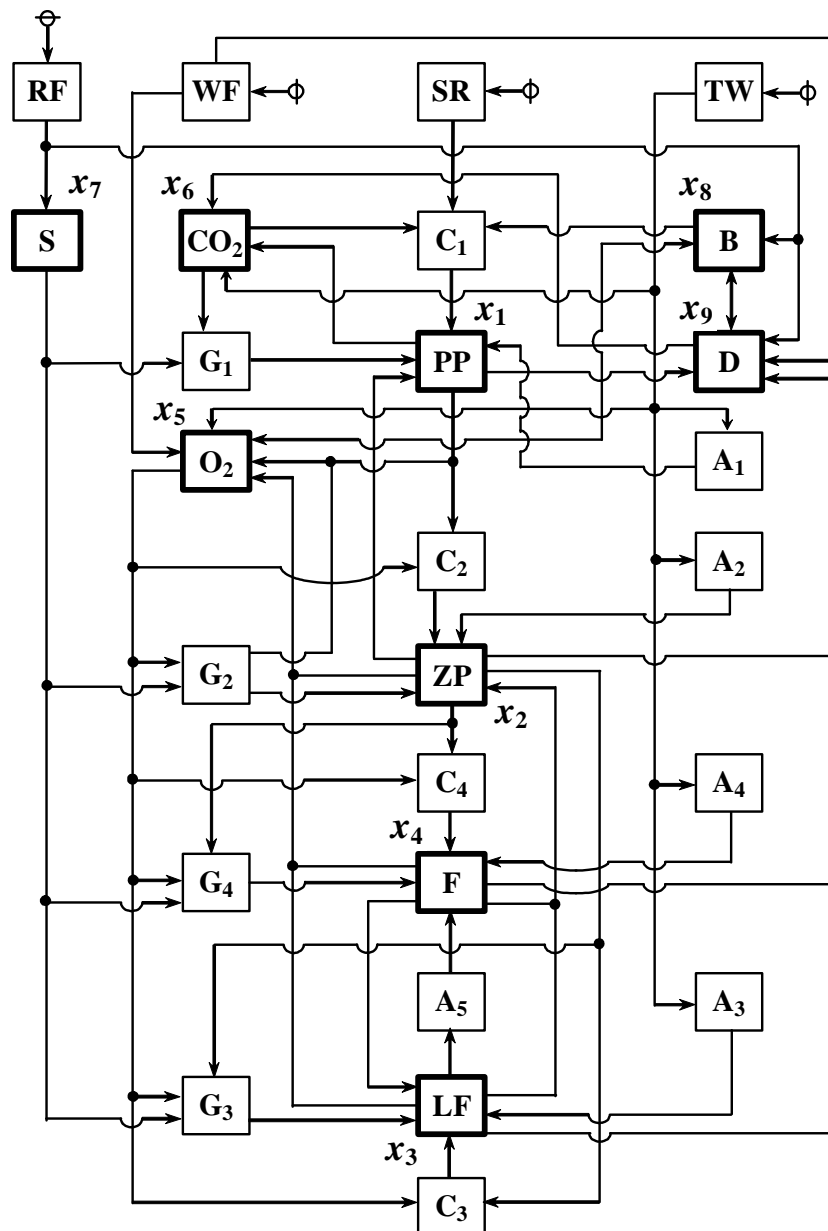 RF WF SR TW
x7 x6 x8
S CO2 C1 B
x1 x9
G1 PP D
x5
O2 A1
C2 A2
G2 ZP
x2
C4 A4
x4
G4 F
A5 A3
G3 LF
x3
C3